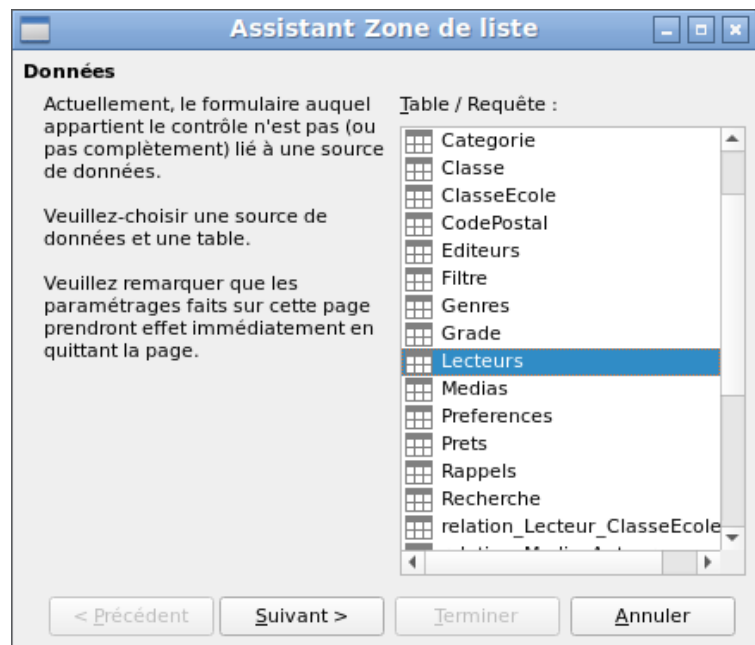 Assistant Zone de liste
Données
Actuellement, le formulaire auquel
appartient le contrôle n'est pas (ou
pas complètement) lié à une source
de données.
Veuillez-choisir une source de
données et une table.
Veuillez remarquer que les
paramétrages faits sur cette page
prendront effet immédiatement en
quittant la page.
Table / Requête :
Categorie
Classe
ClasseEcole
CodePostal
Editeurs
Filtre
Genres
Grade
Lecteurs
Medias
Preferences
Prets
Rappels
Recherche
relation_Lecteur_ClasseEcole
< Précédent
Suivant >
Terminer
Annuler